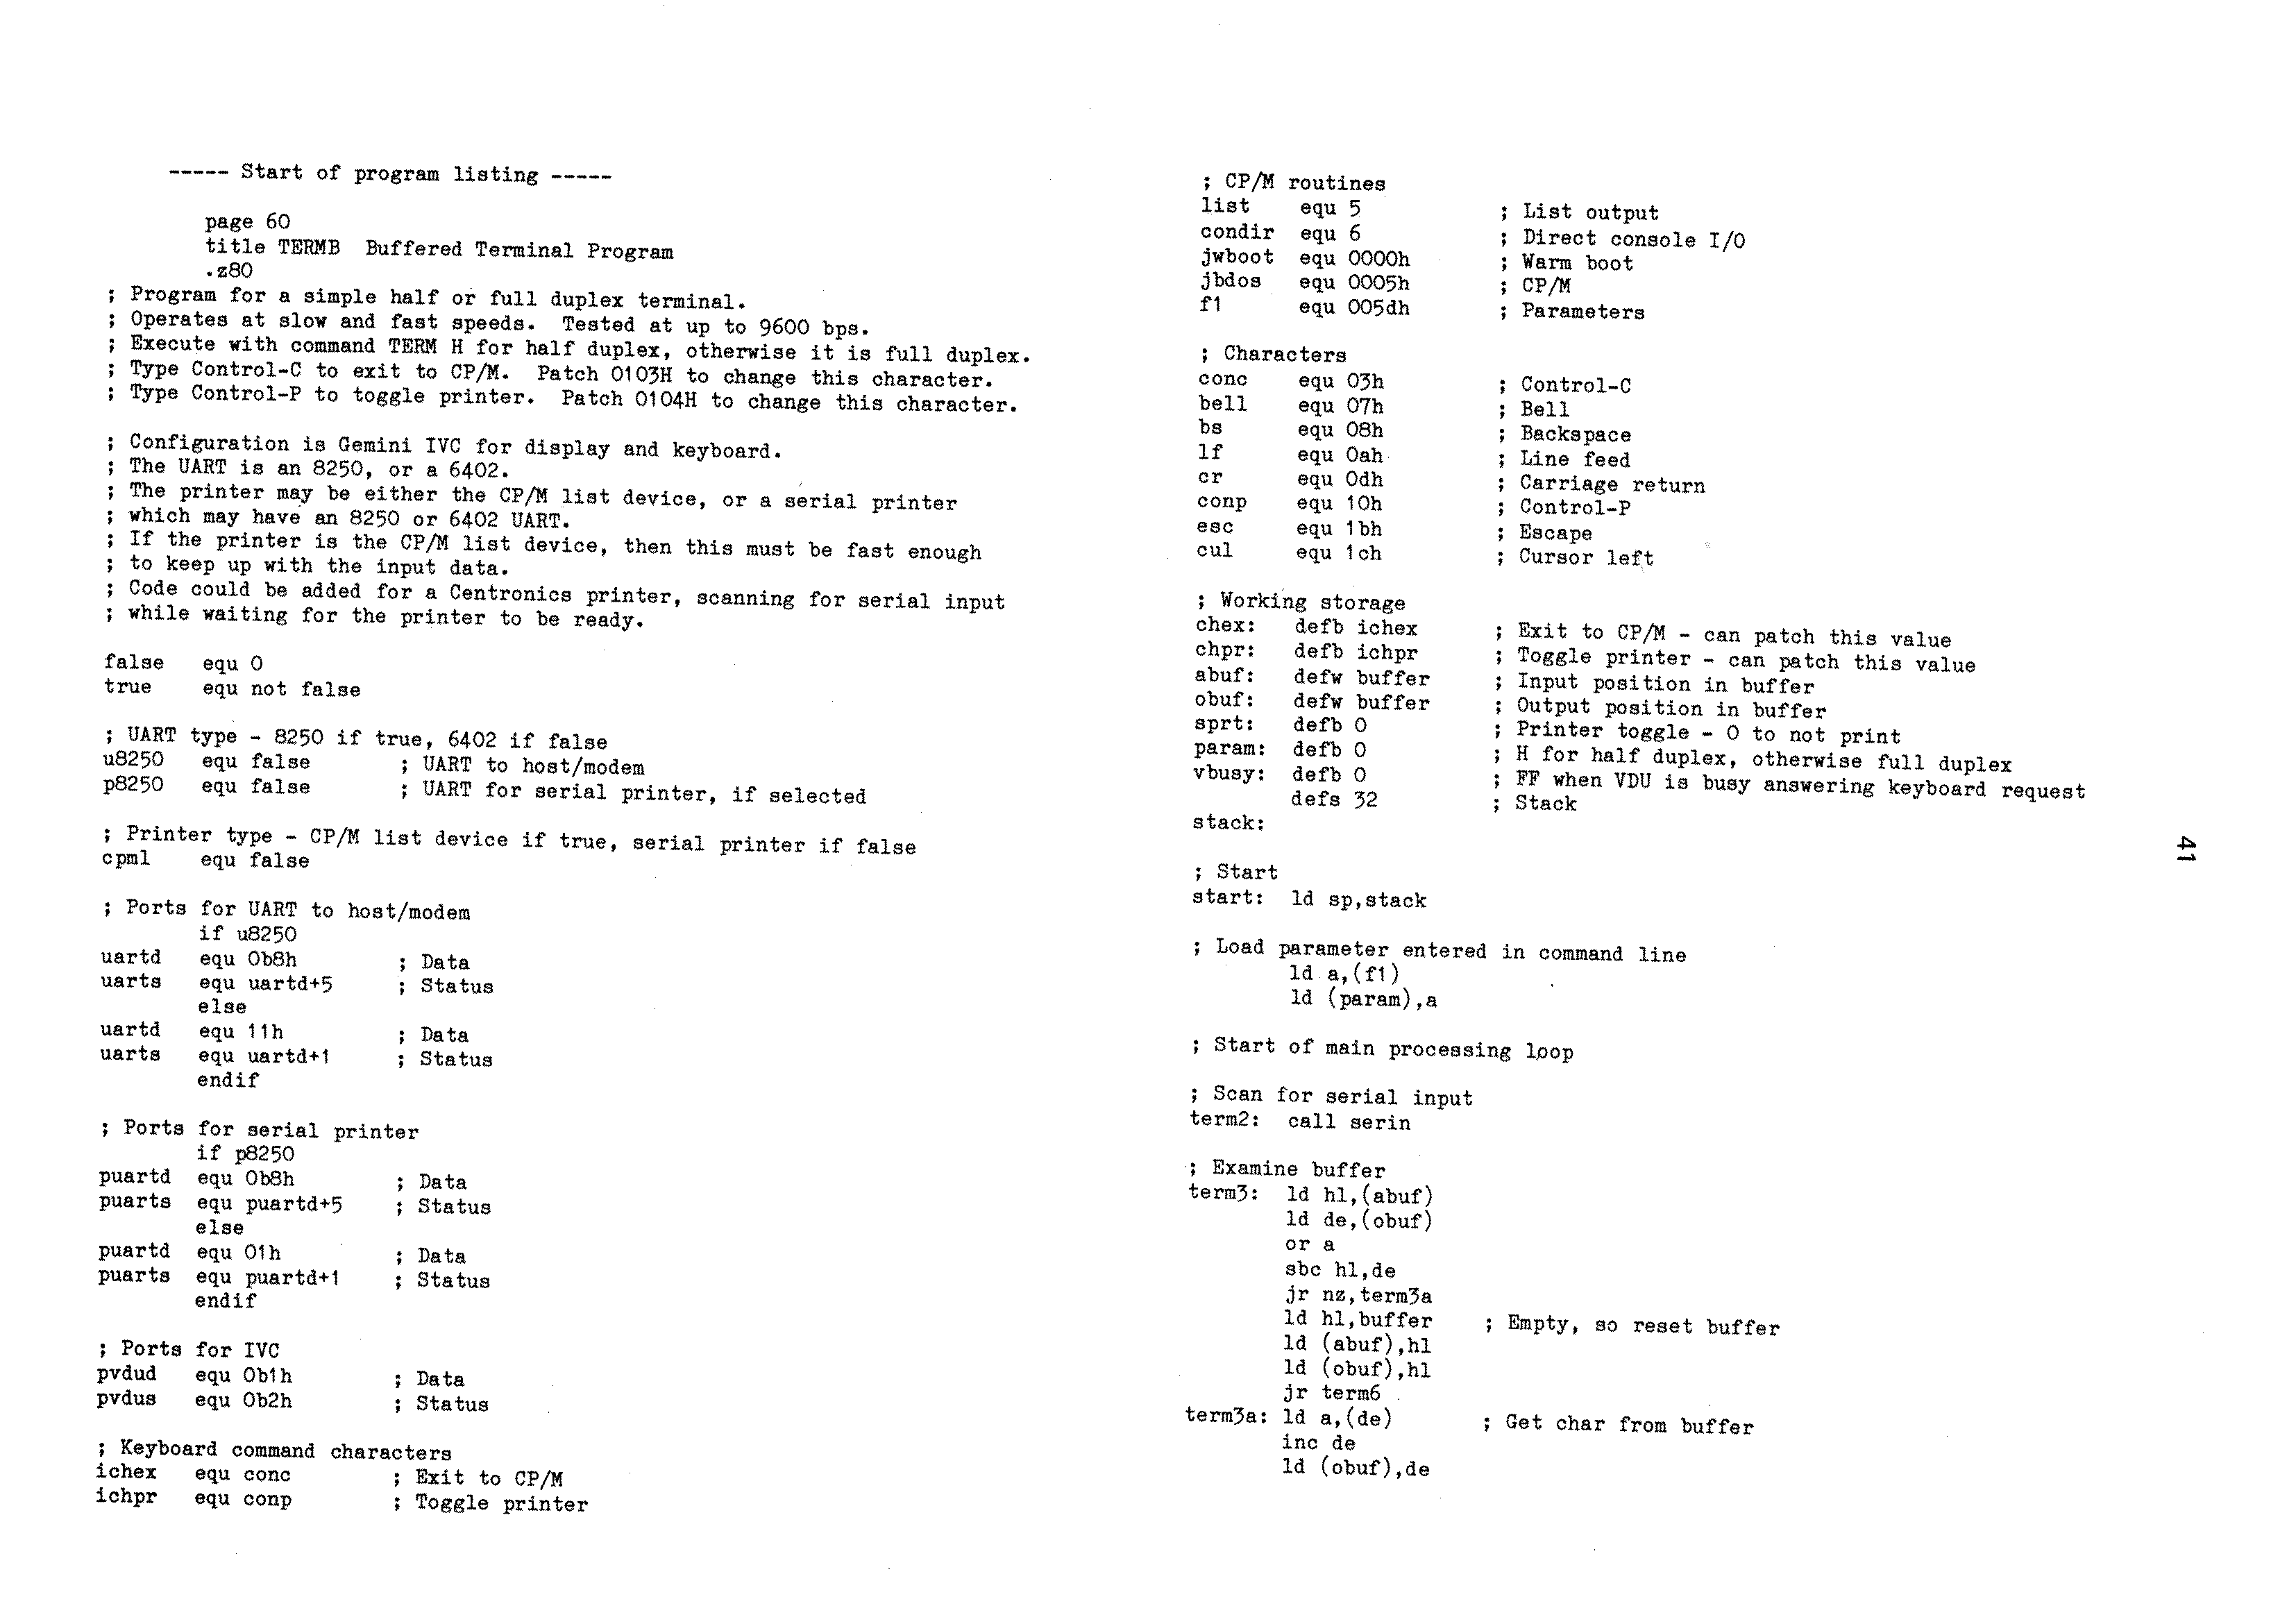 ----- Start of program listing -----
page 60
title TERMB  Buffered Terminal Program
.z80
; Program for a simple half or full duplex terminal.
; Operates at slow and fast speeds.  Tested at up to 9600 bps.
; Execute with command TERM H for half duplex, otherwise it is full duplex.
; Type Control-C to exit to CP/M.  Patch 0103H to change this character.
; Type Control-P to toggle printer.  Patch 0104H to change this character.
; Configuration is Gemini IVC for display and keyboard.
; The UART is an 8250, or a 6402.
; The printer may be either the CP/M list device, or a serial printer
; which may have an 8250 or 6402 UART.
; If the printer is the CP/M list device, then this must be fast enough
; to keep up with the input data.
; Code could be added for a Centronics printer, scanning for serial input
; while waiting for the printer to be ready.
false   equ 0
true    equ not false
; UART type - 8250 if true, 6402 if false
u8250   equ false       ; UART to host/modem
p8250   equ false       ; UART for serial printer, if selected
; Printer type - CP/M list device if true, serial printer if false
cpml    equ false
; Ports for UART to host/modem
        if u8250
uartd   equ 0b8h        ; Data
uarts   equ uartd+5     ; Status
        else
uartd   equ 11h         ; Data
uarts   equ uartd+1     ; Status
        endif
; Ports for serial printer
        if p8250
puartd  equ 0b8h        ; Data
puarts  equ puartd+5    ; Status
        else
puartd  equ 01h         ; Data
puarts  equ puartd+1    ; Status
        endif
; Ports for IVC
pvdud   equ 0b1h        ; Data
pvdus   equ 0b2h        ; Status
; Keyboard command characters
ichex   equ conc        ; Exit to CP/M
ichpr   equ conp        ; Toggle printer
; CP/M routines
list    equ 5           ; List output
condir  equ 6           ; Direct console I/O
jwboot  equ 0000h       ; Warm boot
jbdos   equ 0005h       ; CP/M
f1      equ 005dh       ; Parameters
; Characters
conc    equ 03h         ; Control-C
bell    equ 07h         ; Bell
bs      equ 08h         ; Backspace
lf      equ 0ah         ; Line feed
cr      equ 0dh         ; Carriage return
conp    equ 10h         ; Control-P
esc     equ 1bh         ; Escape
cul     equ 1ch         ; Cursor left
; Working storage
chex:   defb ichex      ; Exit to CP/M - can patch this value
chpr:   defb ichpr      ; Toggle printer - can patch this value
abuf:   defw buffer     ; Input position in buffer
obuf:   defw buffer     ; Output position in buffer
sprt:   defb 0          ; Printer toggle - 0 to not print
param:  defb 0          ; H for half duplex, otherwise full duplex
vbusy:  defb 0          ; FF when VDU is busy answering keyboard request
        defs 32         ; Stack
stack:
; Start
start:  ld sp,stack
; Load parameter entered in command line
        ld a,(f1)
        ld (param),a
; Start of main processing loop
; Scan for serial input
term2:  call serin
; Examine buffer
term3:  ld hl,(abuf)
        ld de,(obuf)
        or a
        sbc hl,de
        jr nz,term3a
        ld hl,buffer    ; Empty, so reset buffer
        ld (abuf),hl
        ld (obuf),hl
        jr term6
term3a: ld a,(de)       ; Get char from buffer
        inc de
        ld (obuf),de
41